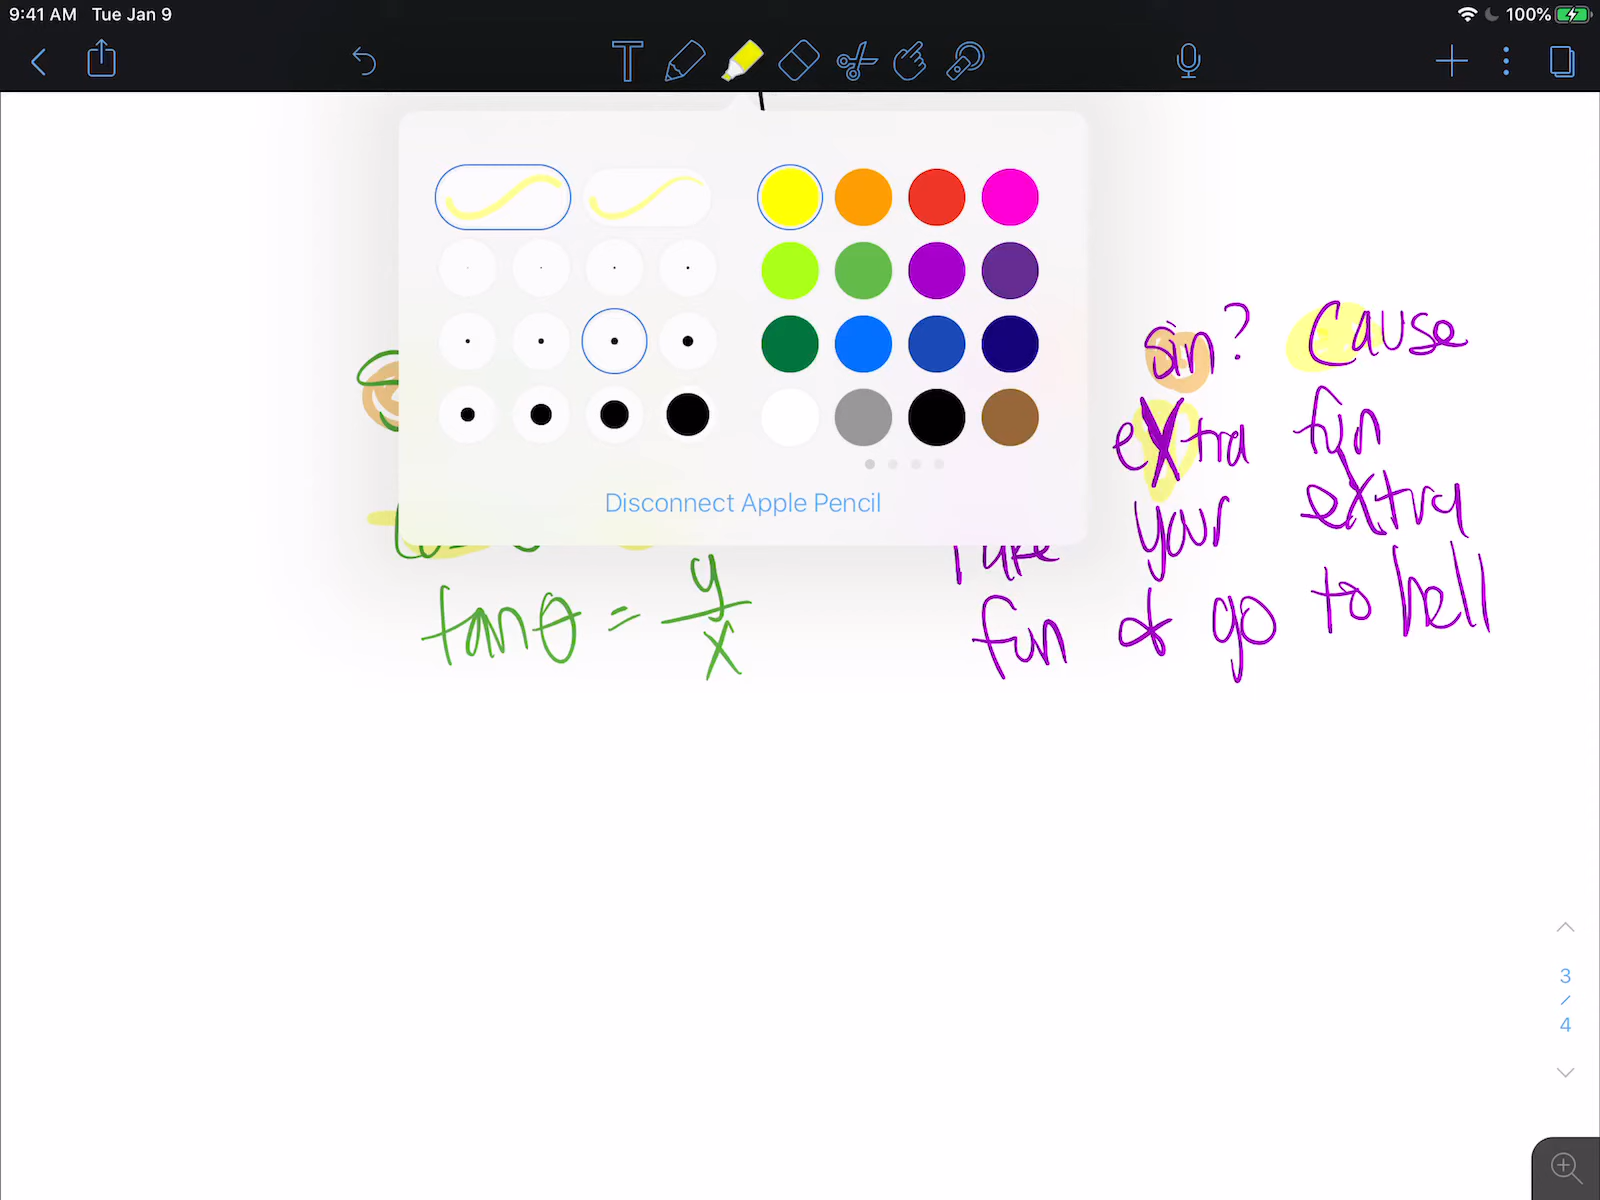 9:41 AM Tue Jan 9
100%
T
Disconnect Apple Pencil
sin? Cause
extra fun
your extra
fun & go to hell
tanθ = y/x
3
/
4